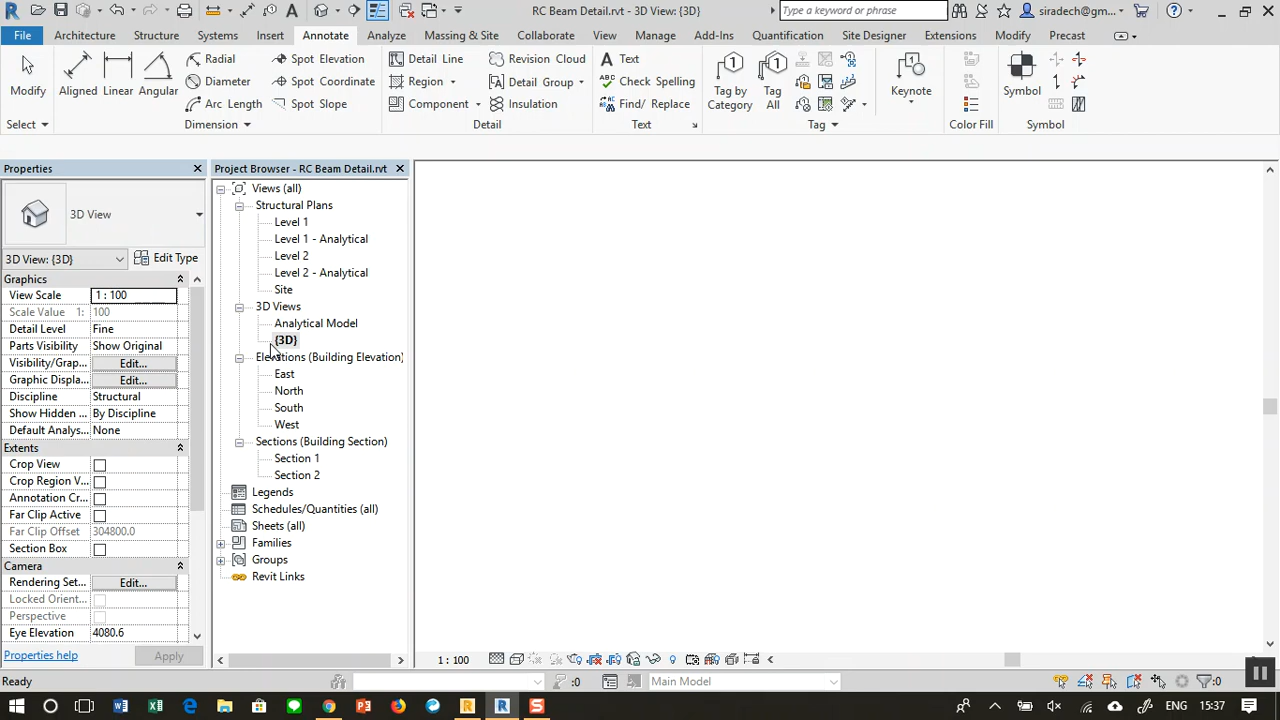 RC Beam Detail.rvt - 3D View: {3D}
Type a keyword or phrase
siradech@gm...
File Architecture Structure Systems Insert Annotate Analyze Massing & Site Collaborate View Manage Add-Ins Quantification Site Designer Extensions Modify Precast
Radial Spot Elevation Detail Line Revision Cloud Text
Modify Aligned Linear Angular Diameter Spot Coordinate Region Detail Group ABC Check Spelling Tag by Category Tag All Keynote Symbol
Arc Length Spot Slope Component Insulation Find/ Replace
Select Dimension Detail Text Tag Color Fill Symbol
Properties
3D View
3D View: {3D} Edit Type
Graphics
View Scale 1 : 100
Scale Value 1: 100
Detail Level Fine
Parts Visibility Show Original
Visibility/Grap... Edit...
Graphic Displa... Edit...
Discipline Structural
Show Hidden ... By Discipline
Default Analys... None
Extents
Crop View
Crop Region V...
Annotation Cr...
Far Clip Active
Far Clip Offset 304800.0
Section Box
Camera
Rendering Set... Edit...
Locked Orient...
Perspective
Eye Elevation 4080.6
Properties help Apply
Project Browser - RC Beam Detail.rvt
Views (all)
Structural Plans
Level 1
Level 1 - Analytical
Level 2
Level 2 - Analytical
Site
3D Views
Analytical Model
{3D}
Elevations (Building Elevation)
East
North
South
West
Sections (Building Section)
Section 1
Section 2
Legends
Schedules/Quantities (all)
Sheets (all)
Families
Groups
Revit Links
1 : 100
Ready :0 Main Model :0
ENG 15:37